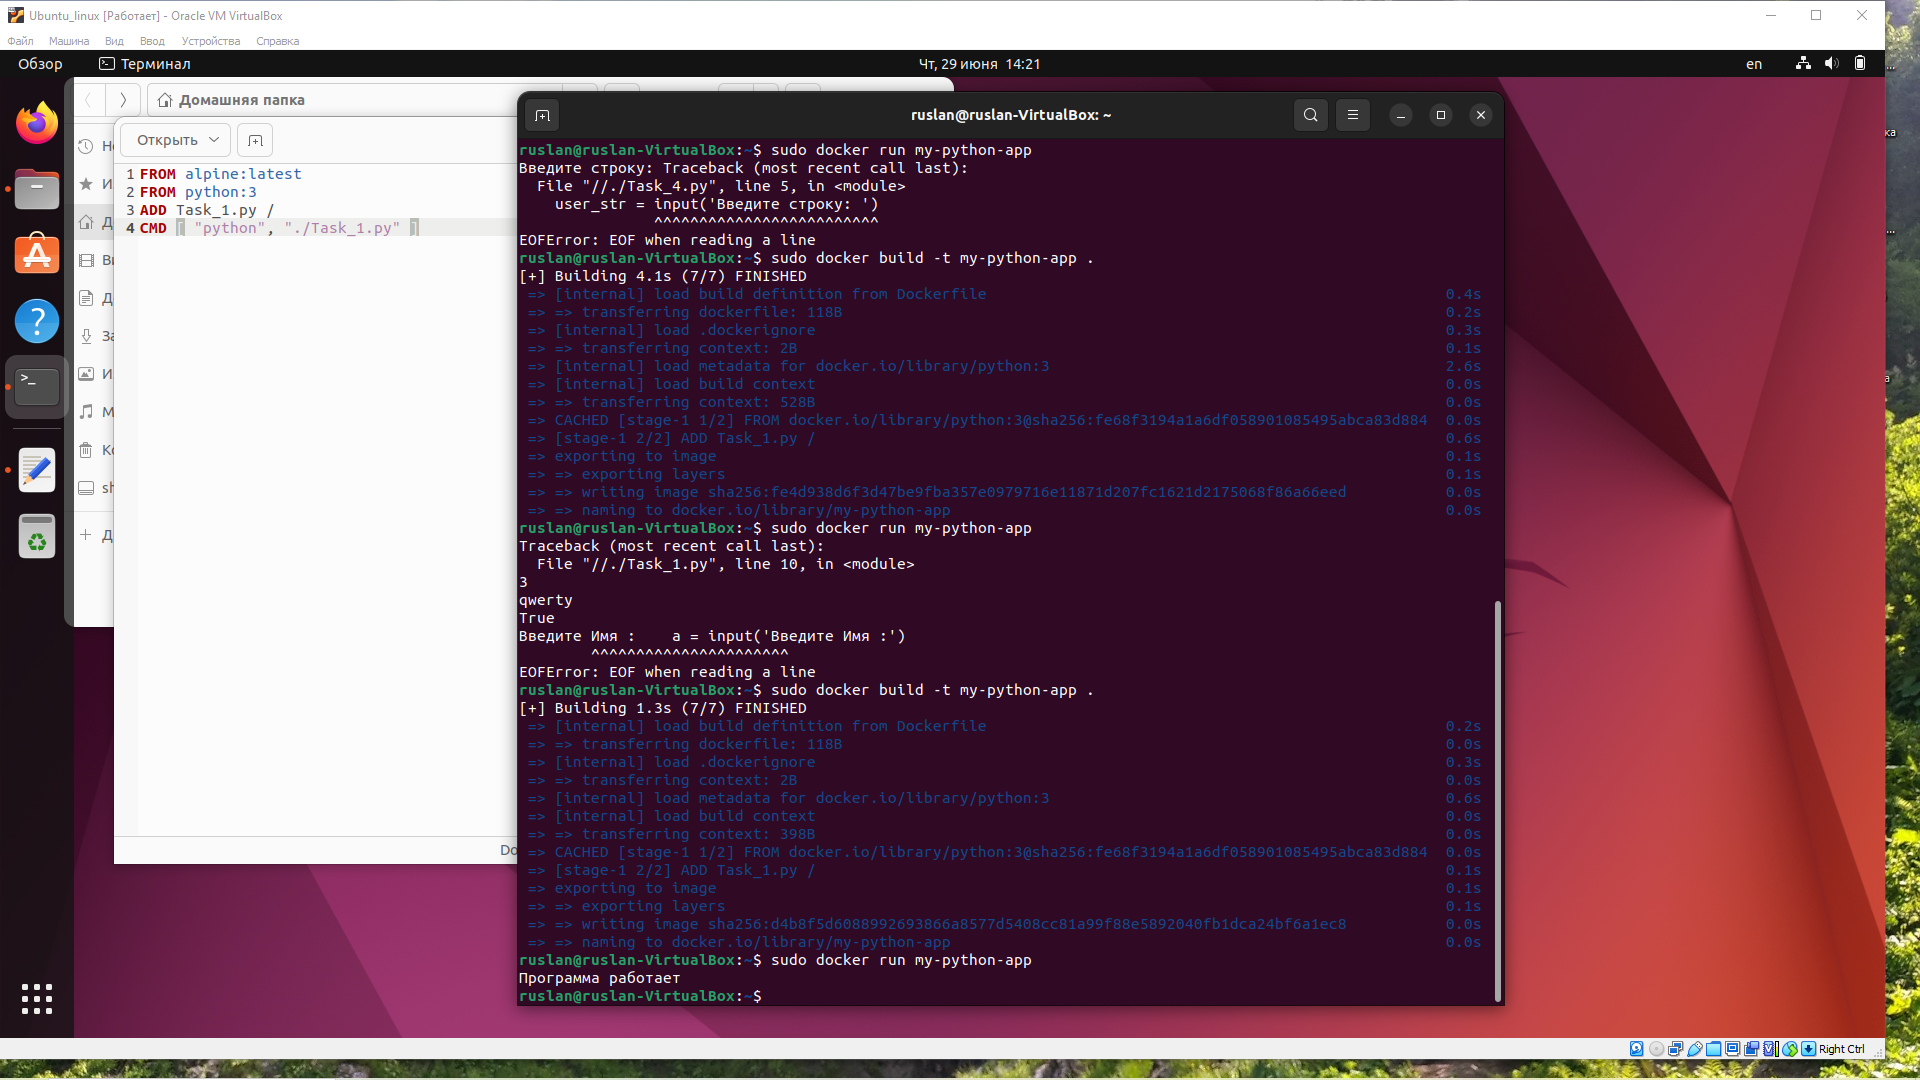 Ubuntu_linux [Работает] - Oracle VM VirtualBox
Файл Машина Вид Ввод Устройства Справка
Обзор Терминал Чт, 29 июня 14:21 en
Домашняя папка
Открыть
1 FROM alpine:latest
2 FROM python:3
3 ADD Task_1.py /
4 CMD [ "python", "./Task_1.py" ]
ruslan@ruslan-VirtualBox: ~
ruslan@ruslan-VirtualBox:~$ sudo docker run my-python-app
Введите строку: Traceback (most recent call last):
File "//./Task_4.py", line 5, in <module>
user_str = input('Введите строку: ')
^^^^^^^^^^^^^^^^^^^^^^^^^
EOFError: EOF when reading a line
ruslan@ruslan-VirtualBox:~$ sudo docker build -t my-python-app .
[+] Building 4.1s (7/7) FINISHED
=> [internal] load build definition from Dockerfile 0.4s
=> => transferring dockerfile: 118B 0.2s
=> [internal] load .dockerignore 0.3s
=> => transferring context: 2B 0.1s
=> [internal] load metadata for docker.io/library/python:3 2.6s
=> [internal] load build context 0.0s
=> => transferring context: 528B 0.0s
=> CACHED [stage-1 1/2] FROM docker.io/library/python:3@sha256:fe68f3194a1a6df058901085495abca83d884 0.0s
=> [stage-1 2/2] ADD Task_1.py / 0.6s
=> exporting to image 0.1s
=> => exporting layers 0.1s
=> => writing image sha256:fe4d938d6f3d47be9fba357e0979716e11871d207fc1621d2175068f86a66eed 0.0s
=> => naming to docker.io/library/my-python-app 0.0s
ruslan@ruslan-VirtualBox:~$ sudo docker run my-python-app
Traceback (most recent call last):
File "//./Task_1.py", line 10, in <module>
3
qwerty
True
Введите Имя :    a = input('Введите Имя :')
^^^^^^^^^^^^^^^^^^^^^^
EOFError: EOF when reading a line
ruslan@ruslan-VirtualBox:~$ sudo docker build -t my-python-app .
[+] Building 1.3s (7/7) FINISHED
=> [internal] load build definition from Dockerfile 0.2s
=> => transferring dockerfile: 118B 0.0s
=> [internal] load .dockerignore 0.3s
=> => transferring context: 2B 0.0s
=> [internal] load metadata for docker.io/library/python:3 0.6s
=> [internal] load build context 0.0s
=> => transferring context: 398B 0.0s
=> CACHED [stage-1 1/2] FROM docker.io/library/python:3@sha256:fe68f3194a1a6df058901085495abca83d884 0.0s
=> [stage-1 2/2] ADD Task_1.py / 0.1s
=> exporting to image 0.1s
=> => exporting layers 0.1s
=> => writing image sha256:d4b8f5d6088992693866a8577d5408cc81a99f88e5892040fb1dca24bf6a1ec8 0.0s
=> => naming to docker.io/library/my-python-app 0.0s
ruslan@ruslan-VirtualBox:~$ sudo docker run my-python-app
Программа работает
ruslan@ruslan-VirtualBox:~$
Right Ctrl